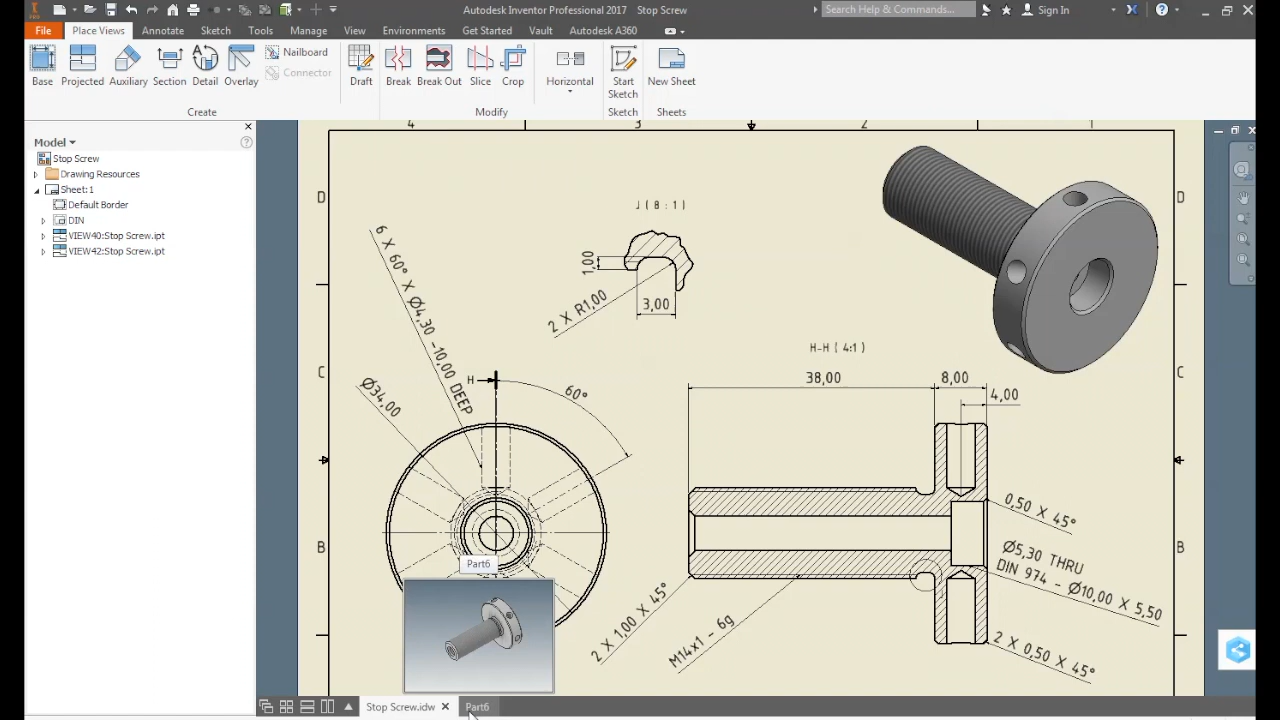 PRO
Autodesk Inventor Professional 2017 Stop Screw
Search Help & Commands...
Sign In
File Place Views Annotate Sketch Tools Manage View Environments Get Started Vault Autodesk A360
Base Projected Auxiliary Section Detail Overlay
Nailboard
Connector
Draft
Break Break Out Slice Crop
Horizontal
Start
Sketch
New Sheet
Create
Modify
Sketch
Sheets
Model
Stop Screw
Drawing Resources
Sheet:1
Default Border
DIN
VIEW40:Stop Screw.ipt
VIEW42:Stop Screw.ipt
4 3 2 1
D D
J ( 8 : 1 )
1,00
3,00
2 X R1,00
6 X 60° X Ø4,30 -10,00 DEEP
Ø34,00
H
60°
C C
H-H ( 4:1 )
38,00
8,00
4,00
0,50 X 45°
B B
Ø5,30 THRU
DIN 974 - Ø10,00 X 5,50
2 X 1,00 X 45°
M14x1 - 6g
2 X 0,50 X 45°
Part6
Stop Screw.idw
Part6